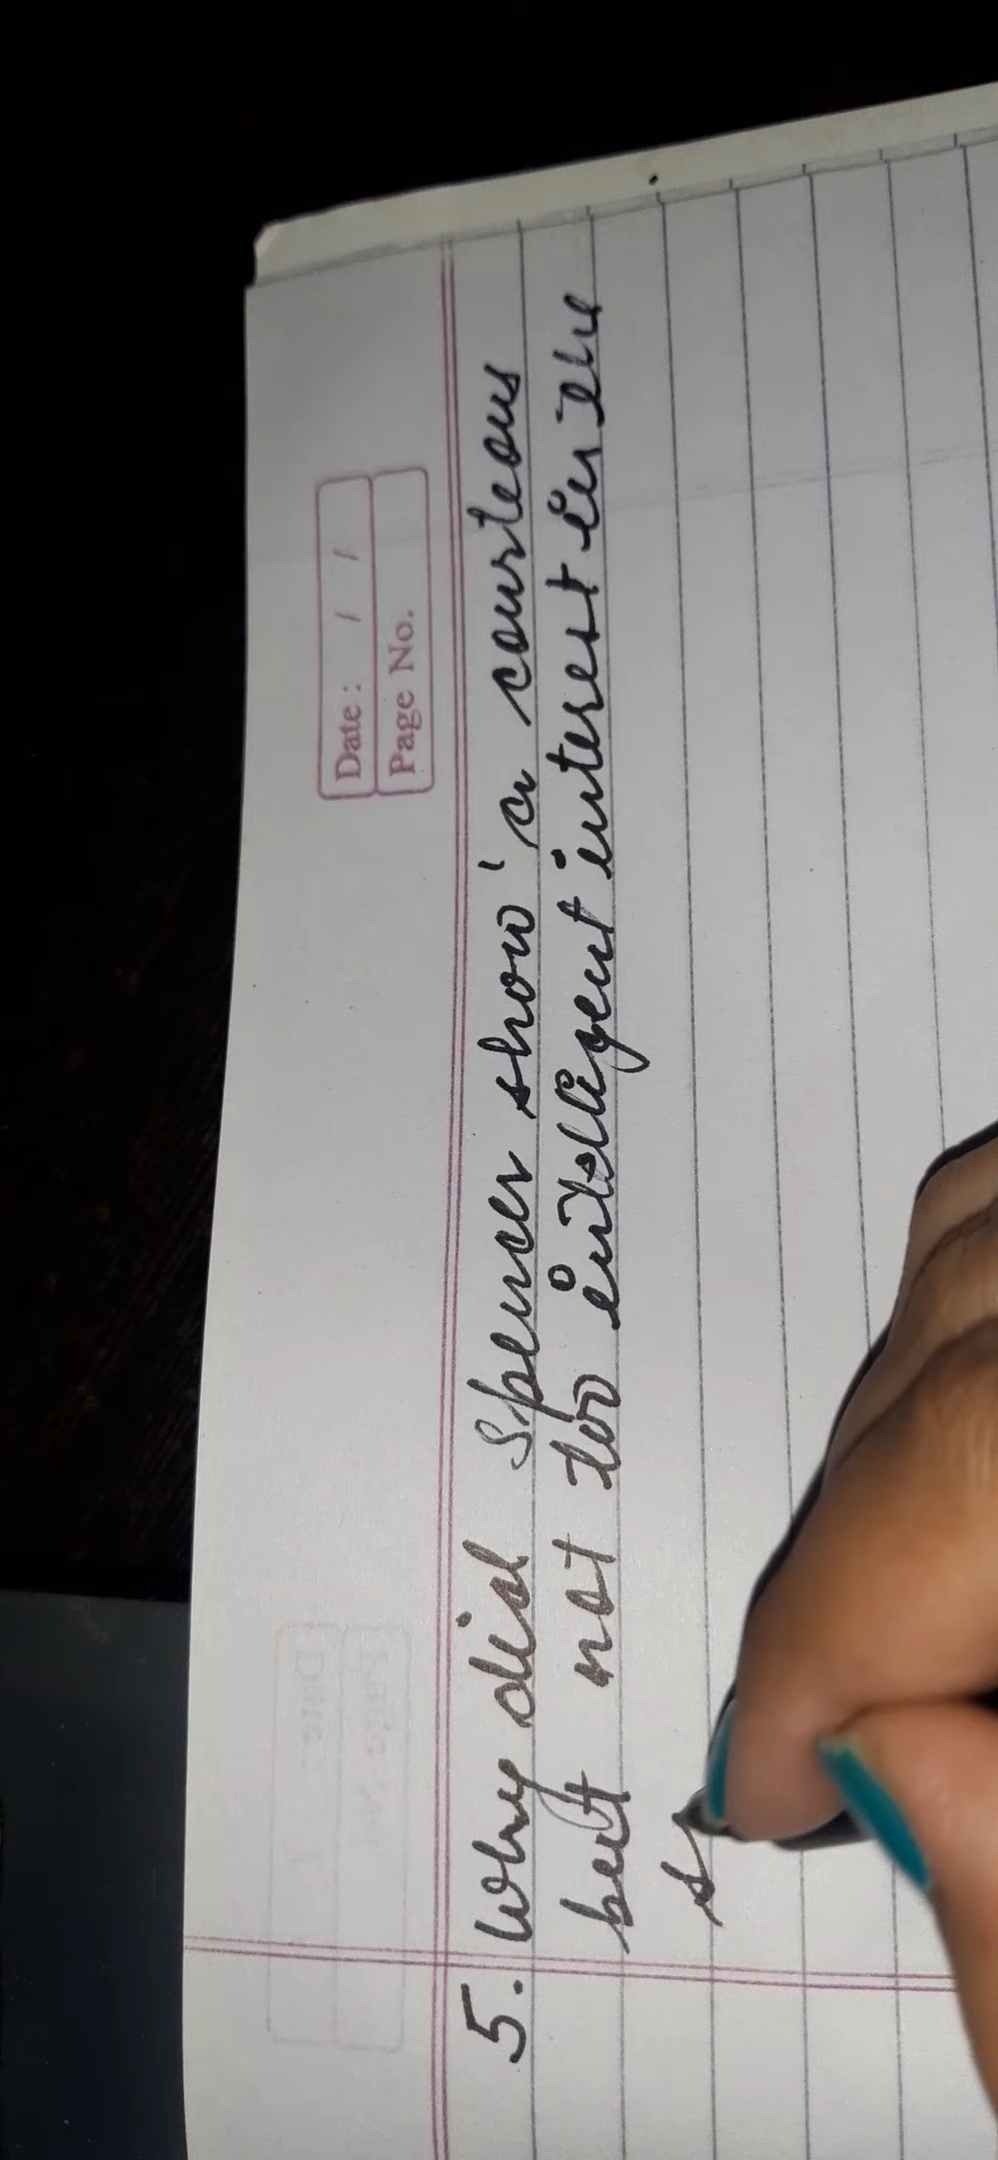 Date: / /
Page No.
5. Why did Spencer show 'a courteous
but not too intelligent interest in the
s